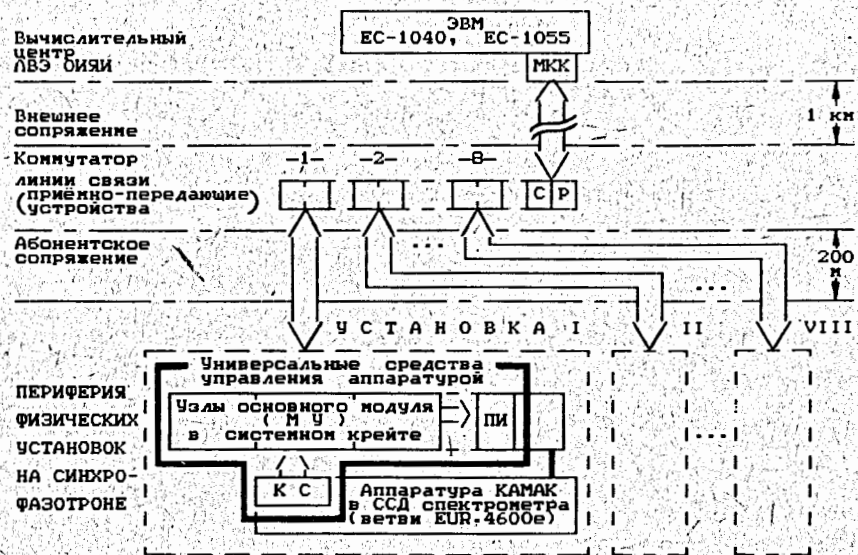 ЭВМ
ЕС-1040, ЕС-1055
Вычислительный
центр
ЛВЭ ОИЯИ
МКК
Внешнее
сопряжение
1 км
Коммутатор
-1- -2- -8-
линии связи
(приёмно-передающие)
(устройства
С Р
Абонентское
сопряжение
...
200
м
...
УСТАНОВКА I II VIII
Универсальные средства
управления аппаратурой
ПЕРИФЕРИЯ
ФИЗИЧЕСКИХ
УСТАНОВОК
НА СИНХРО-
ФАЗОТРОНЕ
Узлы основного модуля
( М У )
в системном крейте
ПИ
...
К С
Аппаратура КАМАК
в ССД спектрометра
(ветви EUR.4600e)